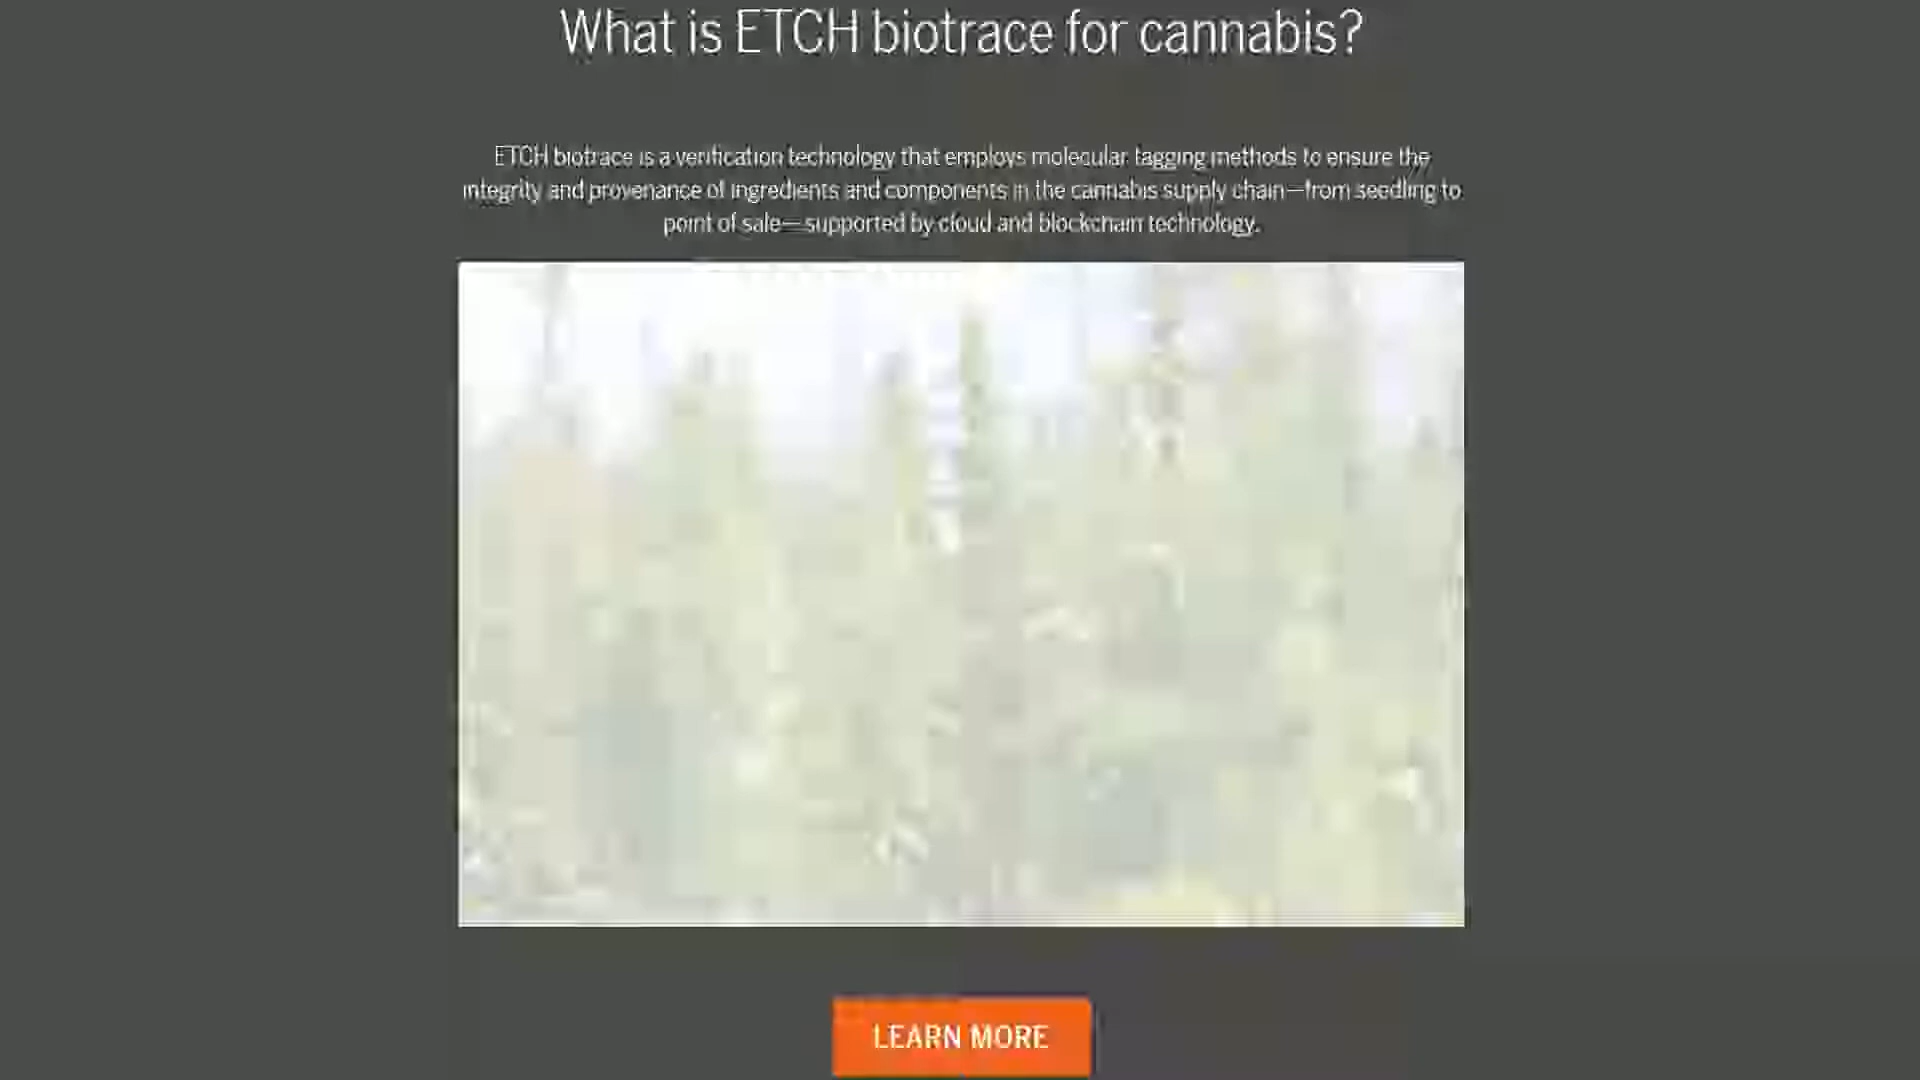 What is ETCH biotrace for cannabis?
ETCH biotrace is a verification technology that employs molecular tagging methods to ensure the
integrity and provenance of ingredients and components in the cannabis supply chain—from seedling to
point of sale—supported by cloud and blockchain technology.
LEARN MORE